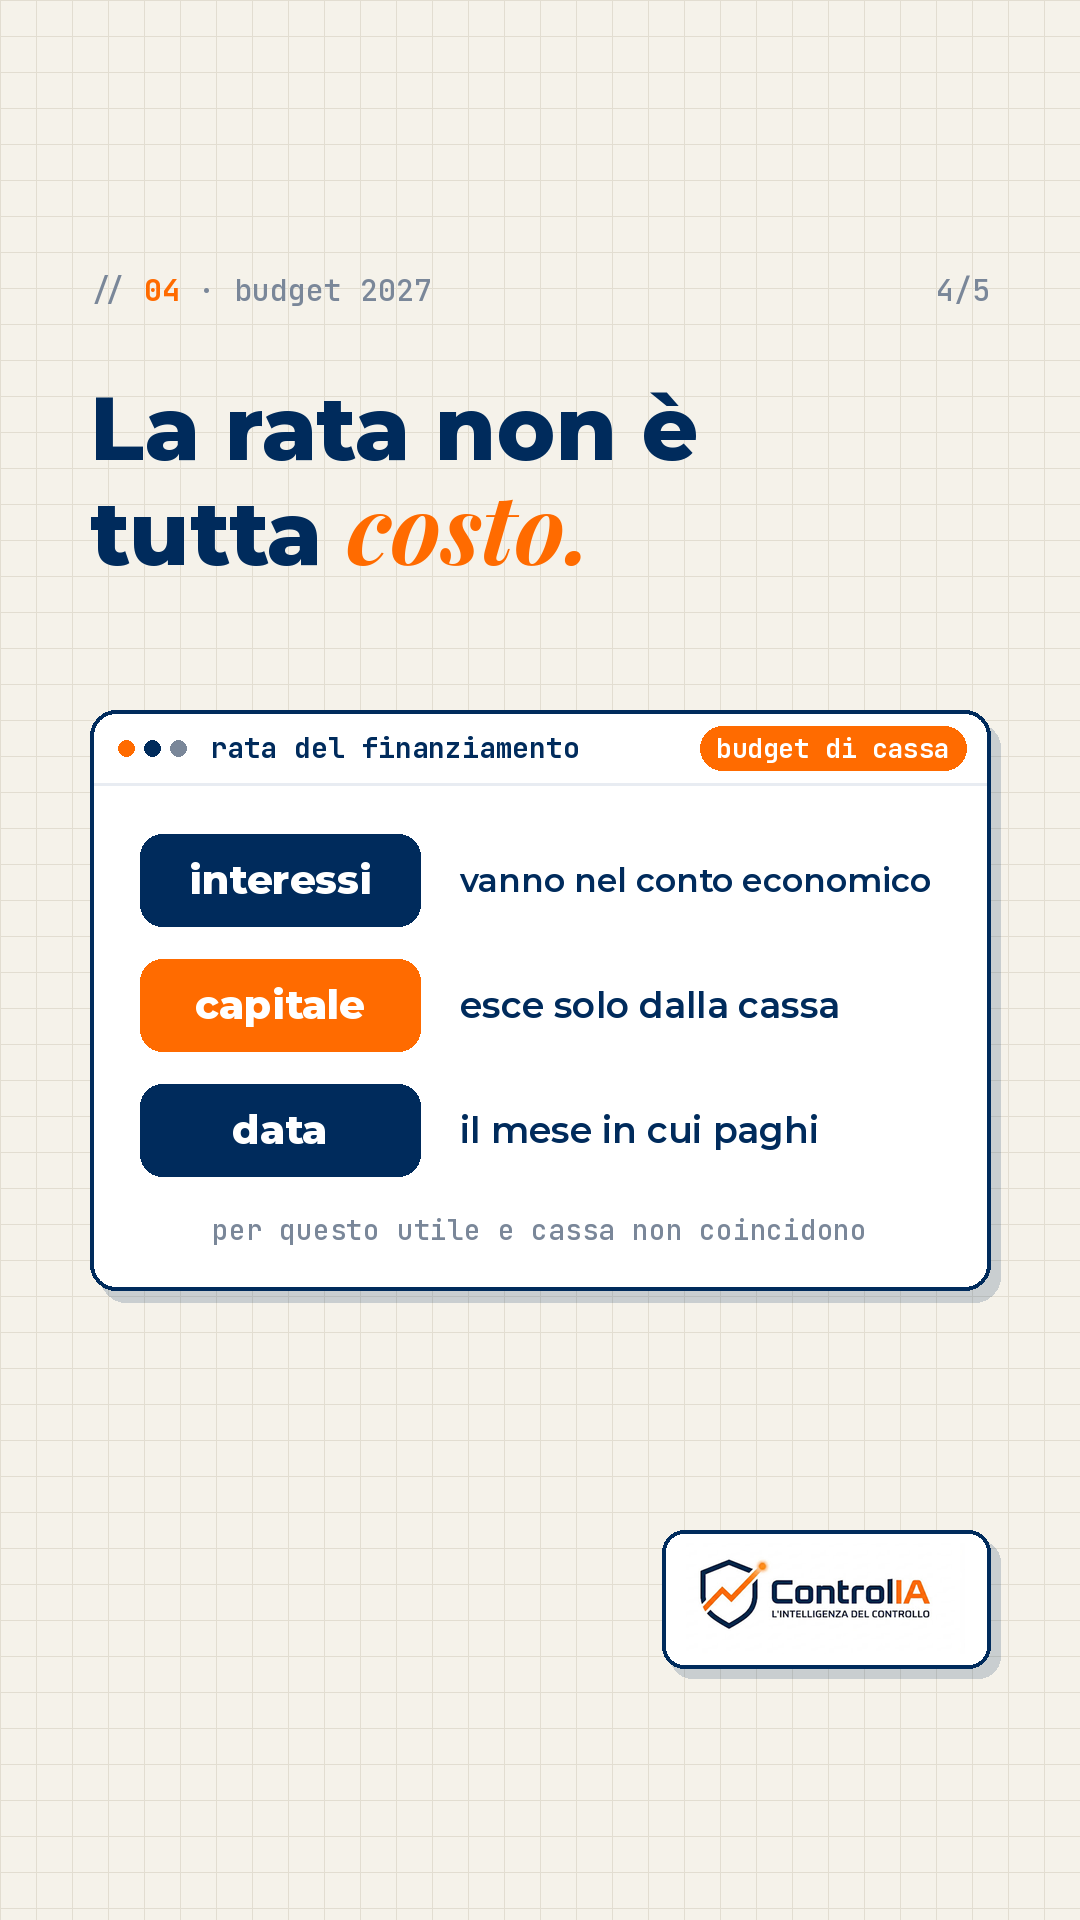 // 04 · budget 2027
4/5
La rata non è
tutta costo.
rata del finanziamento
budget di cassa
interessi
vanno nel conto economico
capitale
esce solo dalla cassa
data
il mese in cui paghi
per questo utile e cassa non coincidono
ControlIA
L'INTELLIGENZA DEL CONTROLLO